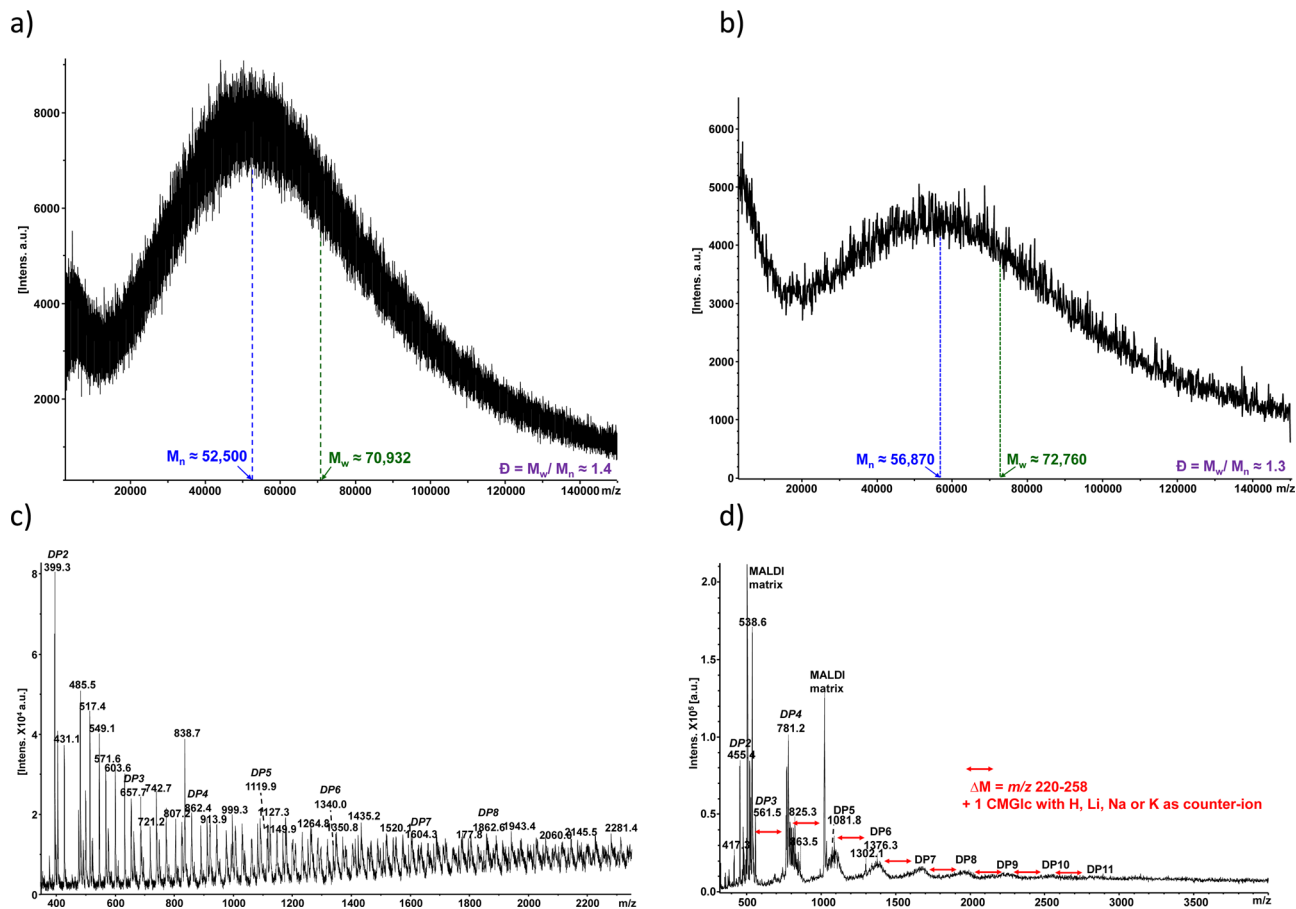 a)
8000
6000
4000
2000
[Intens. a.u.]
Mn ≈ 52,500
Mw ≈ 70,932
Đ = Mw/ Mn ≈ 1.4
20000 40000 60000 80000 100000 120000 140000 m/z
b)
6000
5000
4000
3000
2000
1000
0
[Intens. a.u.]
Mn ≈ 56,870
Mw ≈ 72,760
Đ = Mw/ Mn ≈ 1.3
20000 40000 60000 80000 100000 120000 140000 m/z
c)
8
6
4
2
0
[Intens. X10⁴ a.u.]
DP2
399.3
485.5
517.4
431.1
549.1
571.6
603.6
DP3
657.7
721.2
742.7
807.2
838.7
DP4
862.4
913.9
999.3
DP5
1119.9
1127.3
1149.9
1264.8
DP6
1340.0
1350.8
1435.2
1520.1
DP7
1604.3
177.8
DP8
1862.6
1943.4
2060.0
2145.5
2281.4
400 600 800 1000 1200 1400 1600 1800 2000 2200
m/z
d)
2.0
1.5
1.0
0.5
0.0
Intens. X10⁵ [a.u.]
MALDI
matrix
538.6
MALDI
matrix
DP4
781.2
DP2
455.4
DP3
561.5
825.3
417.3
863.5
DP5
1081.8
DP6
1376.3
1302.1
DP7
DP8
DP9
DP10
DP11
ΔM = m/z 220-258
+ 1 CMGlc with H, Li, Na or K as counter-ion
500 1000 1500 2000 2500 3000 3500
m/z